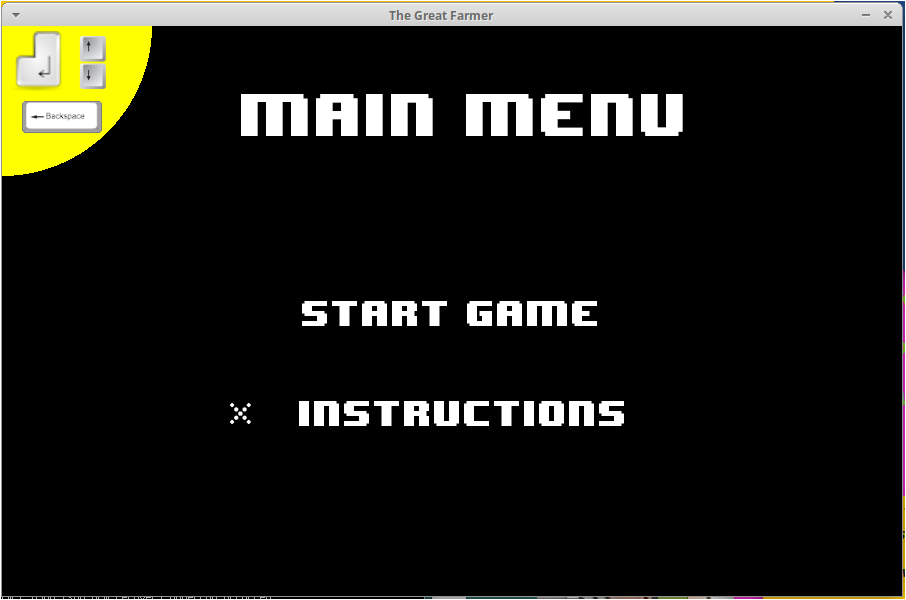 The Great Farmer
← Backspace
MAIN MENU
START GAME
INSTRUCTIONS